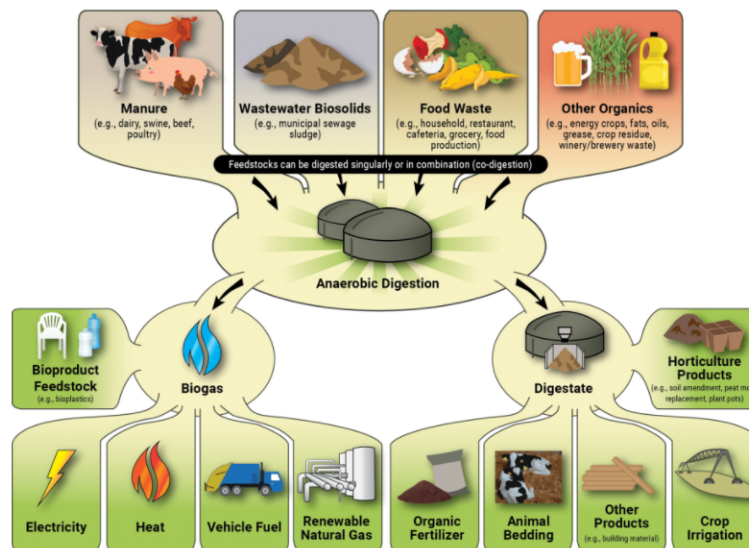 Manure
(e.g., dairy, swine, beef,
poultry)
Wastewater Biosolids
(e.g., municipal sewage
sludge)
Food Waste
(e.g., household, restaurant,
cafeteria, grocery, food
production)
Other Organics
(e.g., energy crops, fats, oils,
grease, crop residue,
winery/brewery waste)
Feedstocks can be digested singularly or in combination (co-digestion)
Anaerobic Digestion
Bioproduct
Feedstock
(e.g., bioplastics)
Biogas
Digestate
Horticulture
Products
(e.g., soil amendment, peat mo
replacement, plant pots)
Electricity
Heat
Vehicle Fuel
Renewable
Natural Gas
Organic
Fertilizer
Animal
Bedding
Other
Products
(e.g., building material)
Crop
Irrigation